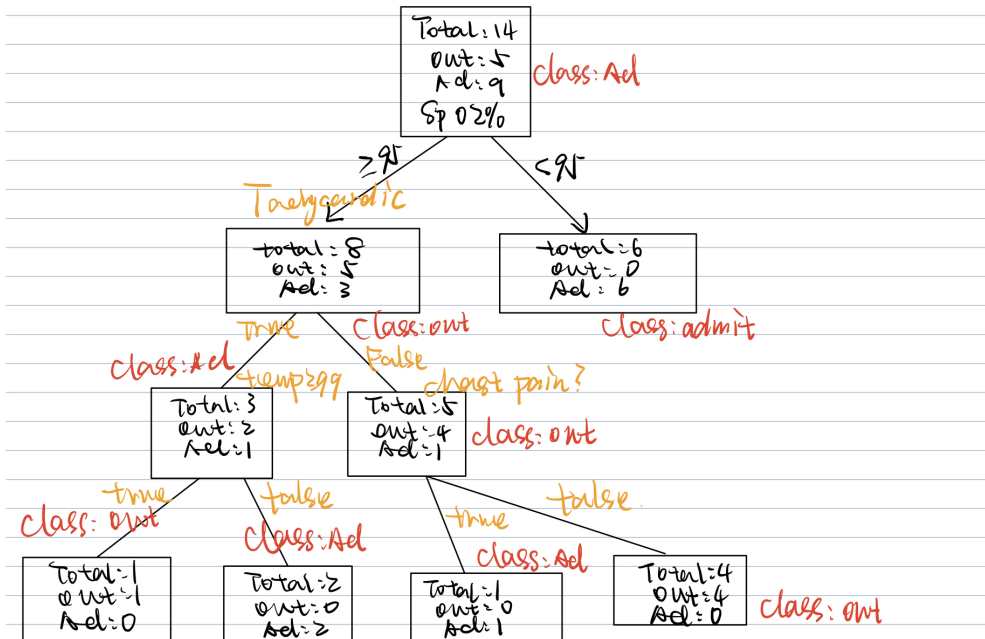 Total: 14
out: 5
Ad: 9
Sp O2%
class: Ad
≥95
<95
Tachycardic
total: 8
out: 5
Ad: 3
total: 6
out: 0
Ad: 6
True
class: out
class: admit
class: Ad
False
temp≥99
chest pain?
Total: 3
out: 2
Ad: 1
Total: 5
out: 4
Ad: 1
class: out
true
false
true
false
class: out
class: Ad
class: Ad
Total: 1
out: 1
Ad: 0
Total: 2
out: 0
Ad: 2
Total: 1
out: 0
Ad: 1
Total: 4
out: 4
Ad: 0
class: out